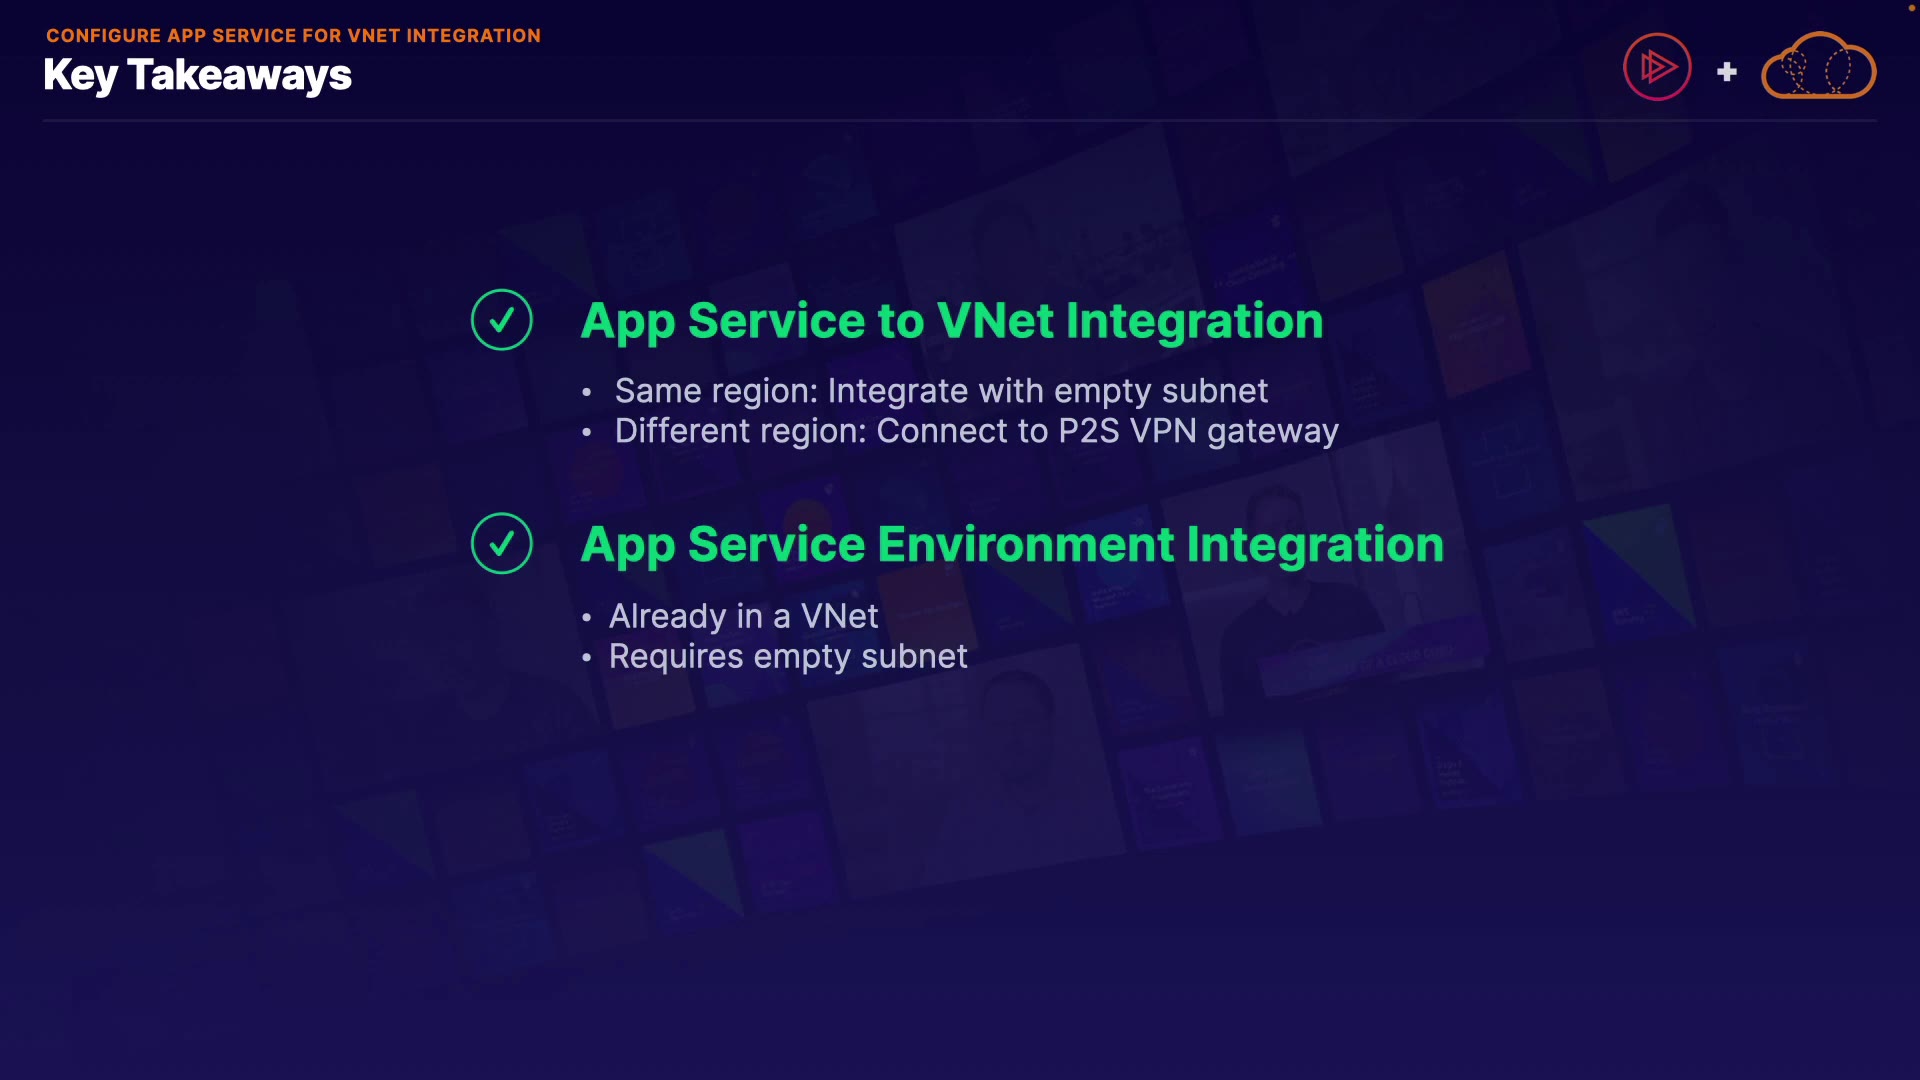 CONFIGURE APP SERVICE FOR VNET INTEGRATION
Key Takeaways
App Service to VNet Integration
• Same region: Integrate with empty subnet
• Different region: Connect to P2S VPN gateway
App Service Environment Integration
• Already in a VNet
• Requires empty subnet